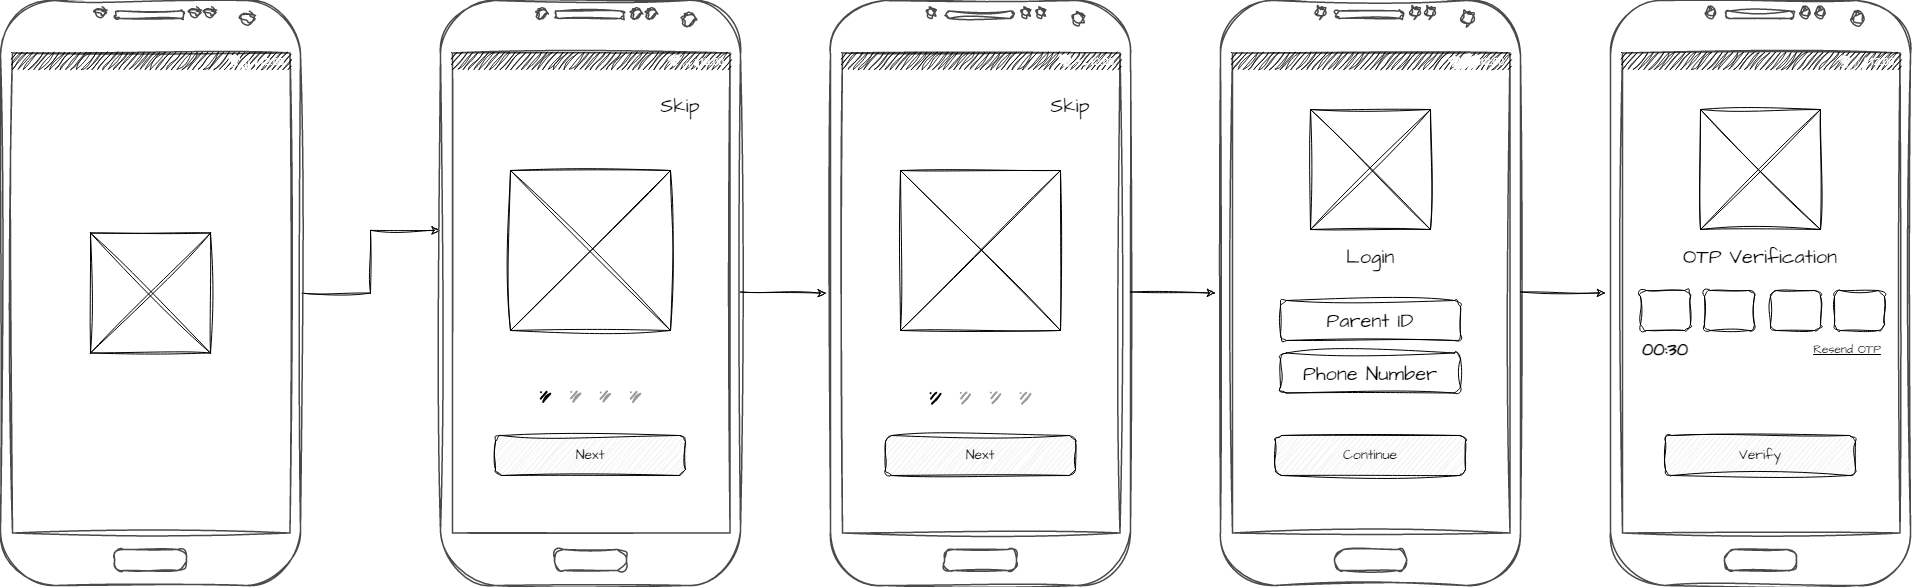 Skip
Next
Skip
Next
Login
Parent ID
Phone Number
Continue
OTP Verification
00:30
Resend OTP
Verify